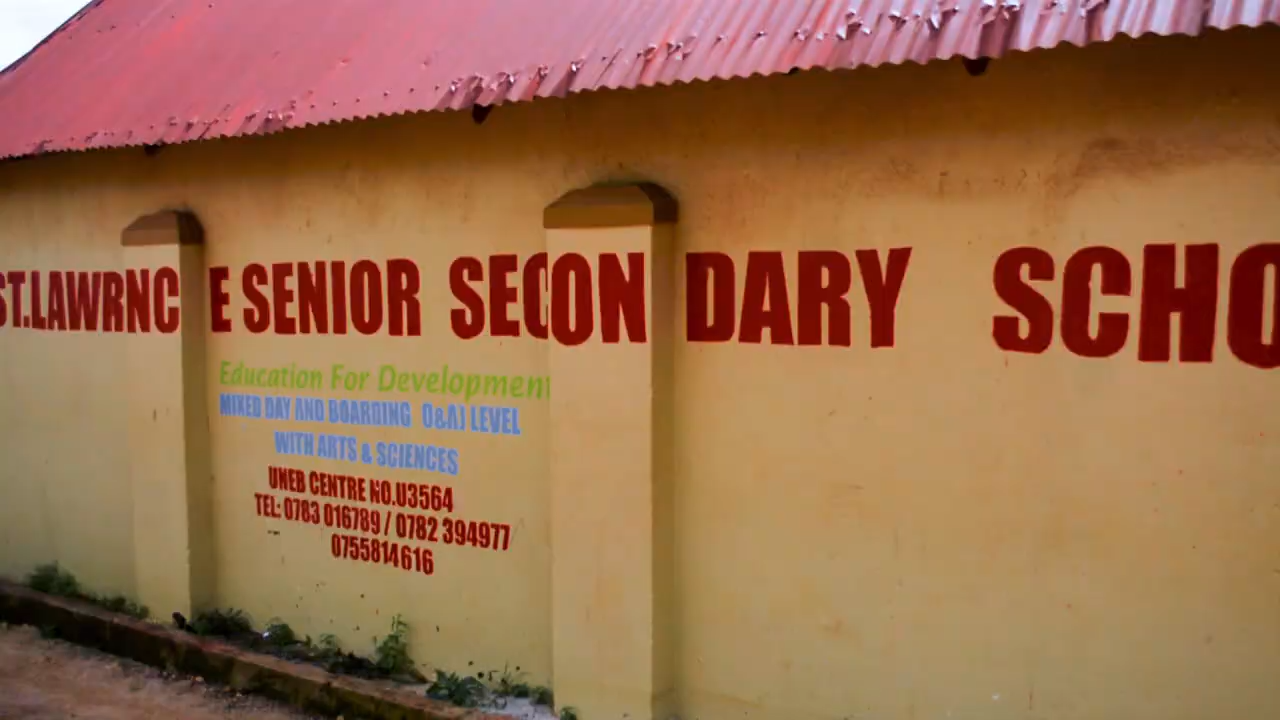 ST.LAWRNCE SENIOR SECONDARY SCHO
Education For Development
MIXED DAY AND BOARDING O&A) LEVEL
WITH ARTS & SCIENCES
UNEB CENTRE NO.U3564
TEL: 0783 016789 / 0782 394977
0755814616